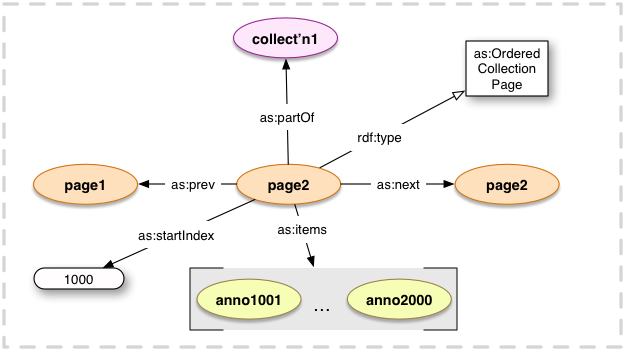 collect'n1
as:Ordered
Collection
Page
as:partOf
rdf:type
page1
as:prev
page2
as:next
page2
as:startIndex
as:items
1000
anno1001
...
anno2000